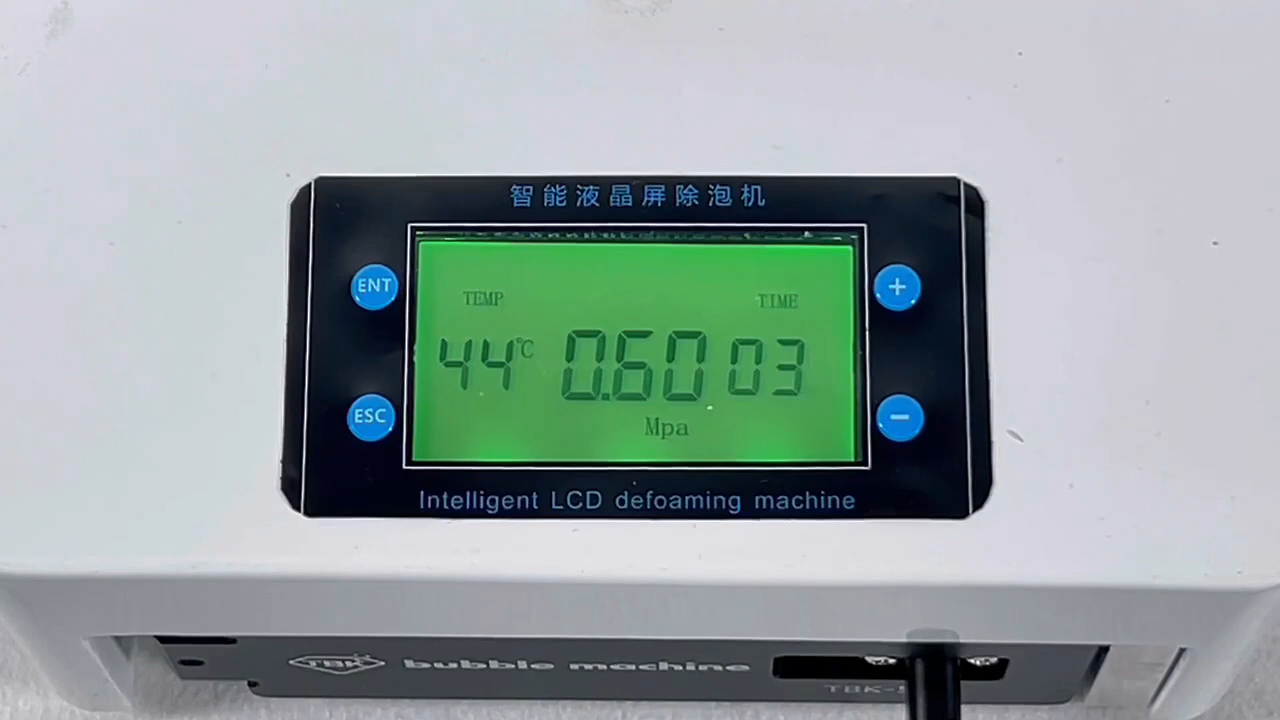 智能液晶屏除泡机
ENT
+
TEMP
TIME
44℃ 0.60 03
Mpa
ESC
−
Intelligent LCD defoaming machine
TBK bubble machine